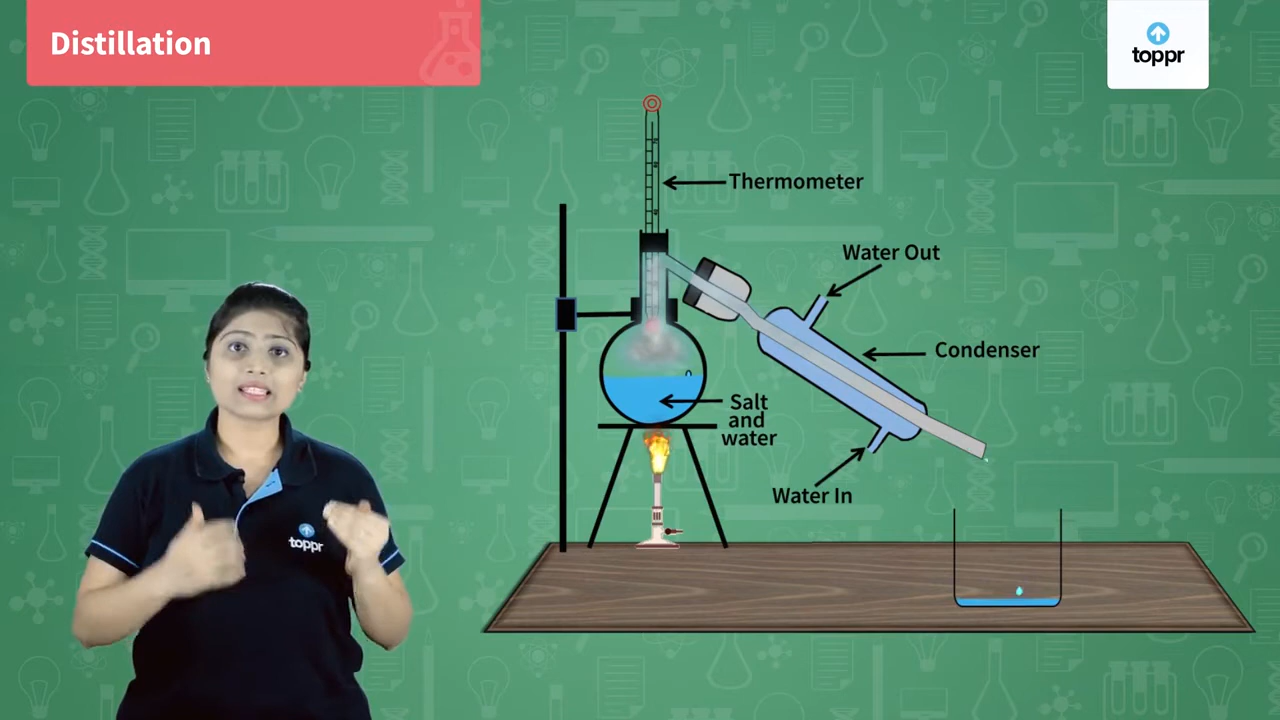 Distillation
toppr
Thermometer
Water Out
Condenser
Salt
and
water
Water In
toppr